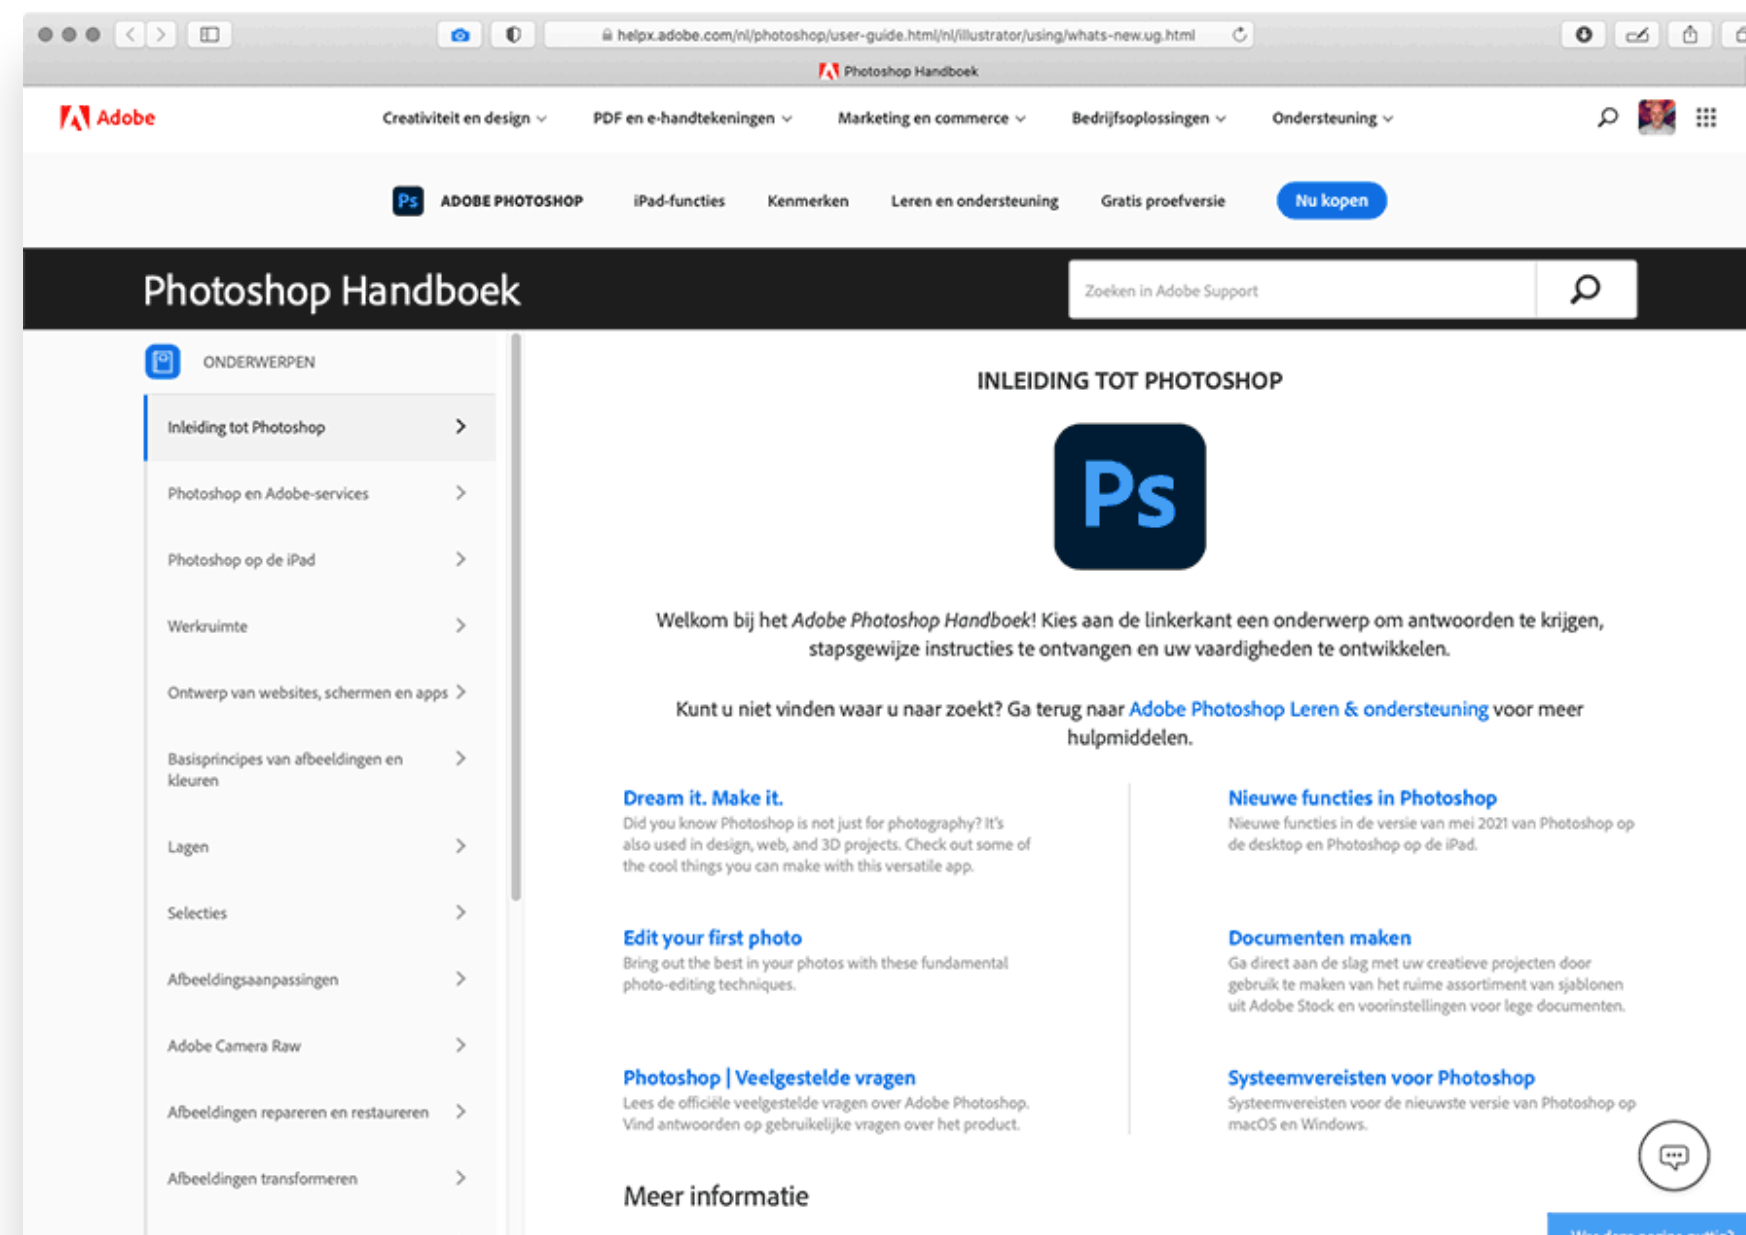 helpx.adobe.com/nl/photoshop/user-guide.html/nl/illustrator/using/whats-new.ug.html
Photoshop Handboek
Adobe
Creativiteit en design
PDF en e-handtekeningen
Marketing en commerce
Bedrijfsoplossingen
Ondersteuning
Ps
ADOBE PHOTOSHOP
iPad-functies
Kenmerken
Leren en ondersteuning
Gratis proefversie
Nu kopen
Photoshop Handboek
Zoeken in Adobe Support
ONDERWERPEN
Inleiding tot Photoshop
Photoshop en Adobe-services
Photoshop op de iPad
Werkruimte
Ontwerp van websites, schermen en apps
Basisprincipes van afbeeldingen en
kleuren
Lagen
Selecties
Afbeeldingsaanpassingen
Adobe Camera Raw
Afbeeldingen repareren en restaureren
Afbeeldingen transformeren
INLEIDING TOT PHOTOSHOP
Ps
Welkom bij het Adobe Photoshop Handboek! Kies aan de linkerkant een onderwerp om antwoorden te krijgen,
stapsgewijze instructies te ontvangen en uw vaardigheden te ontwikkelen.
Kunt u niet vinden waar u naar zoekt? Ga terug naar Adobe Photoshop Leren & ondersteuning voor meer
hulpmiddelen.
Dream it. Make it.
Did you know Photoshop is not just for photography? It's
also used in design, web, and 3D projects. Check out some of
the cool things you can make with this versatile app.
Nieuwe functies in Photoshop
Nieuwe functies in de versie van mei 2021 van Photoshop op
de desktop en Photoshop op de iPad.
Edit your first photo
Bring out the best in your photos with these fundamental
photo-editing techniques.
Documenten maken
Ga direct aan de slag met uw creatieve projecten door
gebruik te maken van het ruime assortiment van sjablonen
uit Adobe Stock en voorinstellingen voor lege documenten.
Photoshop | Veelgestelde vragen
Lees de officiële veelgestelde vragen over Adobe Photoshop.
Vind antwoorden op gebruikelijke vragen over het product.
Systeemvereisten voor Photoshop
Systeemvereisten voor de nieuwste versie van Photoshop op
macOS en Windows.
Meer informatie